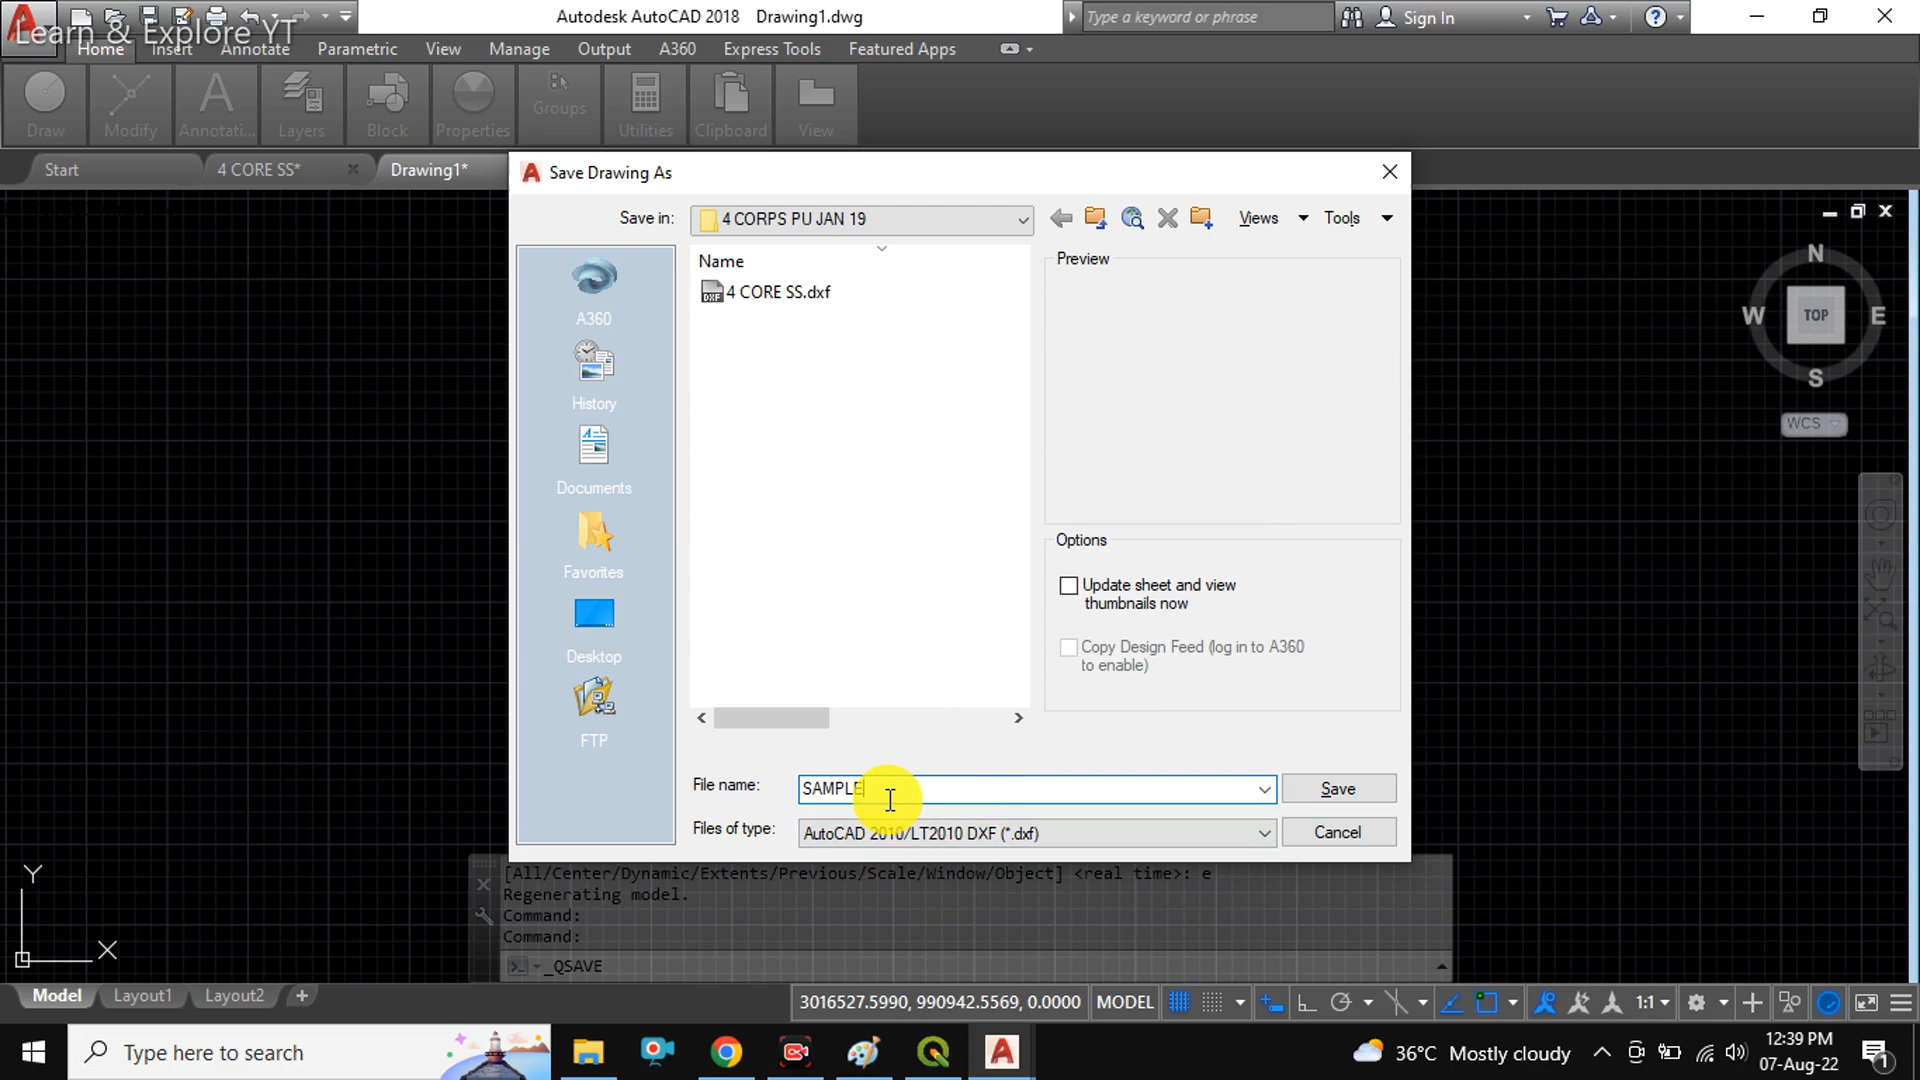 Autodesk AutoCAD 2018 Drawing1.dwg
Type a keyword or phrase
Sign In
Learn & Explore YT
Home Insert Annotate Parametric View Manage Output A360 Express Tools Featured Apps
Draw Modify Annotati... Layers Block Properties Groups Utilities Clipboard View
Start 4 CORE SS* Drawing1*
Save Drawing As
Save in: 4 CORPS PU JAN 19 Views Tools
Name
4 CORE SS.dxf
Preview
A360
History
Documents
Favorites
Desktop
FTP
Options
Update sheet and view
thumbnails now
Copy Design Feed (log in to A360
to enable)
File name: SAMPLE Save
Files of type: AutoCAD 2010/LT2010 DXF (*.dxf) Cancel
N
W TOP E
S
WCS
[All/Center/Dynamic/Extents/Previous/Scale/Window/Object] <real time>: e
Regenerating model.
Command:
Command:
_QSAVE
Y
X
Model Layout1 Layout2
3016527.5990, 990942.5569, 0.0000 MODEL 1:1
Type here to search
36°C Mostly cloudy
12:39 PM
07-Aug-22
1